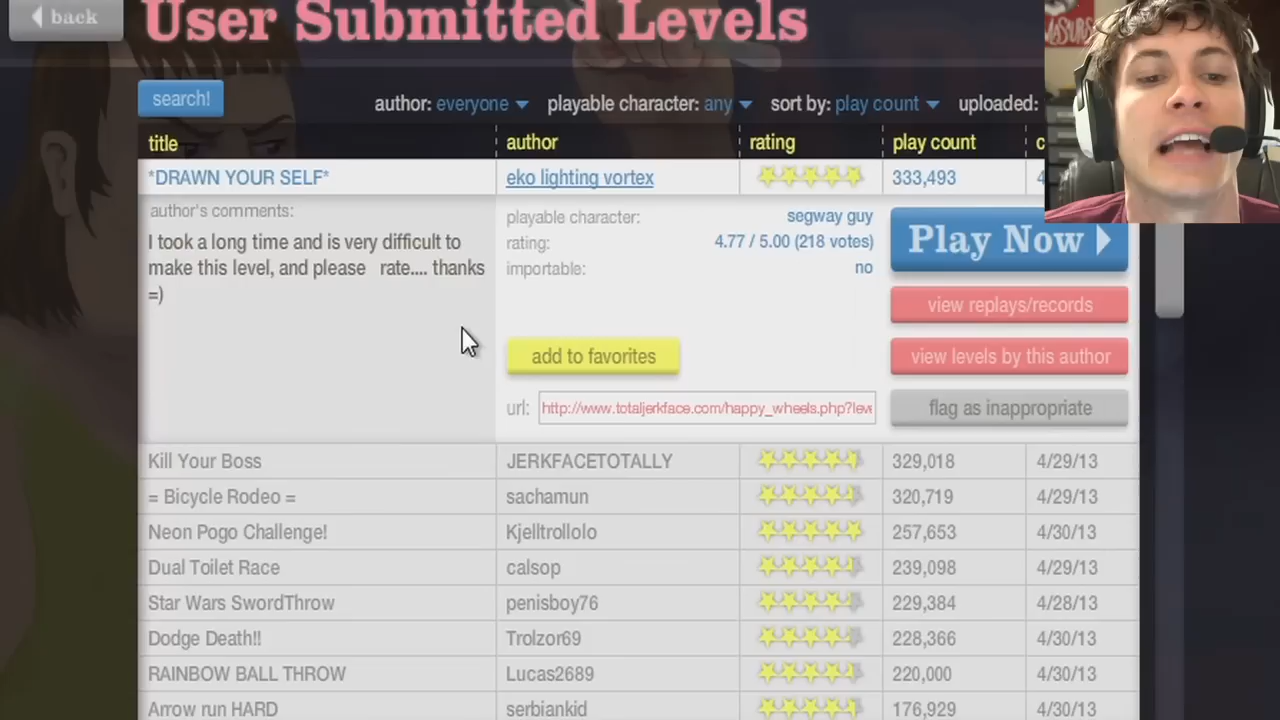 back
User Submitted Levels
search!
author: everyone
playable character: any
sort by: play count
uploaded:
title
author
rating
play count
c
*DRAWN YOUR SELF*
eko lighting vortex
333,493
4
author's comments:
I took a long time and is very difficult to
make this level, and please rate.... thanks
=)
playable character: segway guy
rating: 4.77 / 5.00 (218 votes)
importable: no
add to favorites
url: http://www.totaljerkface.com/happy_wheels.php?leve
Play Now
view replays/records
view levels by this author
flag as inappropriate
Kill Your Boss JERKFACETOTALLY 329,018 4/29/13
= Bicycle Rodeo = sachamun 320,719 4/29/13
Neon Pogo Challenge! Kjelltrollolo 257,653 4/30/13
Dual Toilet Race calsop 239,098 4/29/13
Star Wars SwordThrow penisboy76 229,384 4/28/13
Dodge Death!! Trolzor69 228,366 4/30/13
RAINBOW BALL THROW Lucas2689 220,000 4/30/13
Arrow run HARD serbiankid 176,929 4/30/13